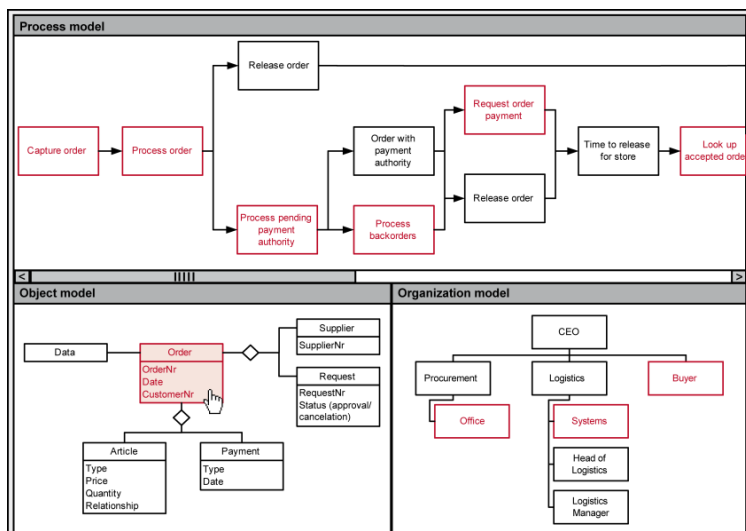 Process model
Release order
Request order
payment
Order with
payment
authority
Capture order
Process order
Time to release
for store
Look up
accepted order
Release order
Process pending
payment
authority
Process
backorders
<
>
Object model
Organization model
Supplier
SupplierNr
CEO
Data
Order
OrderNr
Date
CustomerNr
Request
RequestNr
Status (approval/
cancelation)
Procurement
Logistics
Buyer
Office
Systems
Article
Type
Price
Quantity
Relationship
Payment
Type
Date
Head of
Logistics
Logistics
Manager